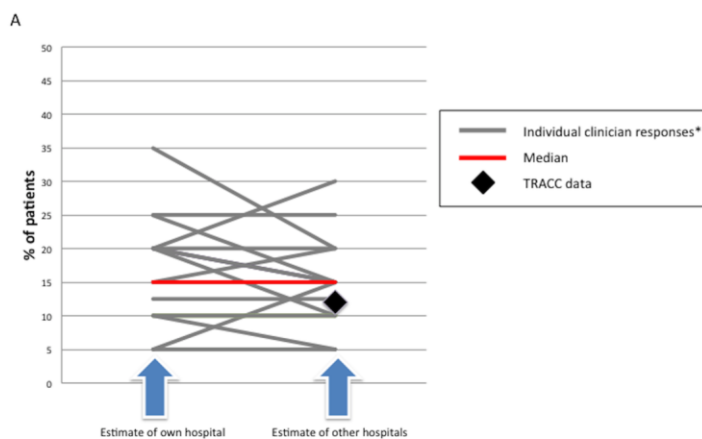 A
50
45
40
35
30
25
20
15
10
5
0
% of patients
Individual clinician responses*
Median
TRACC data
Estimate of own hospital
Estimate of other hospitals